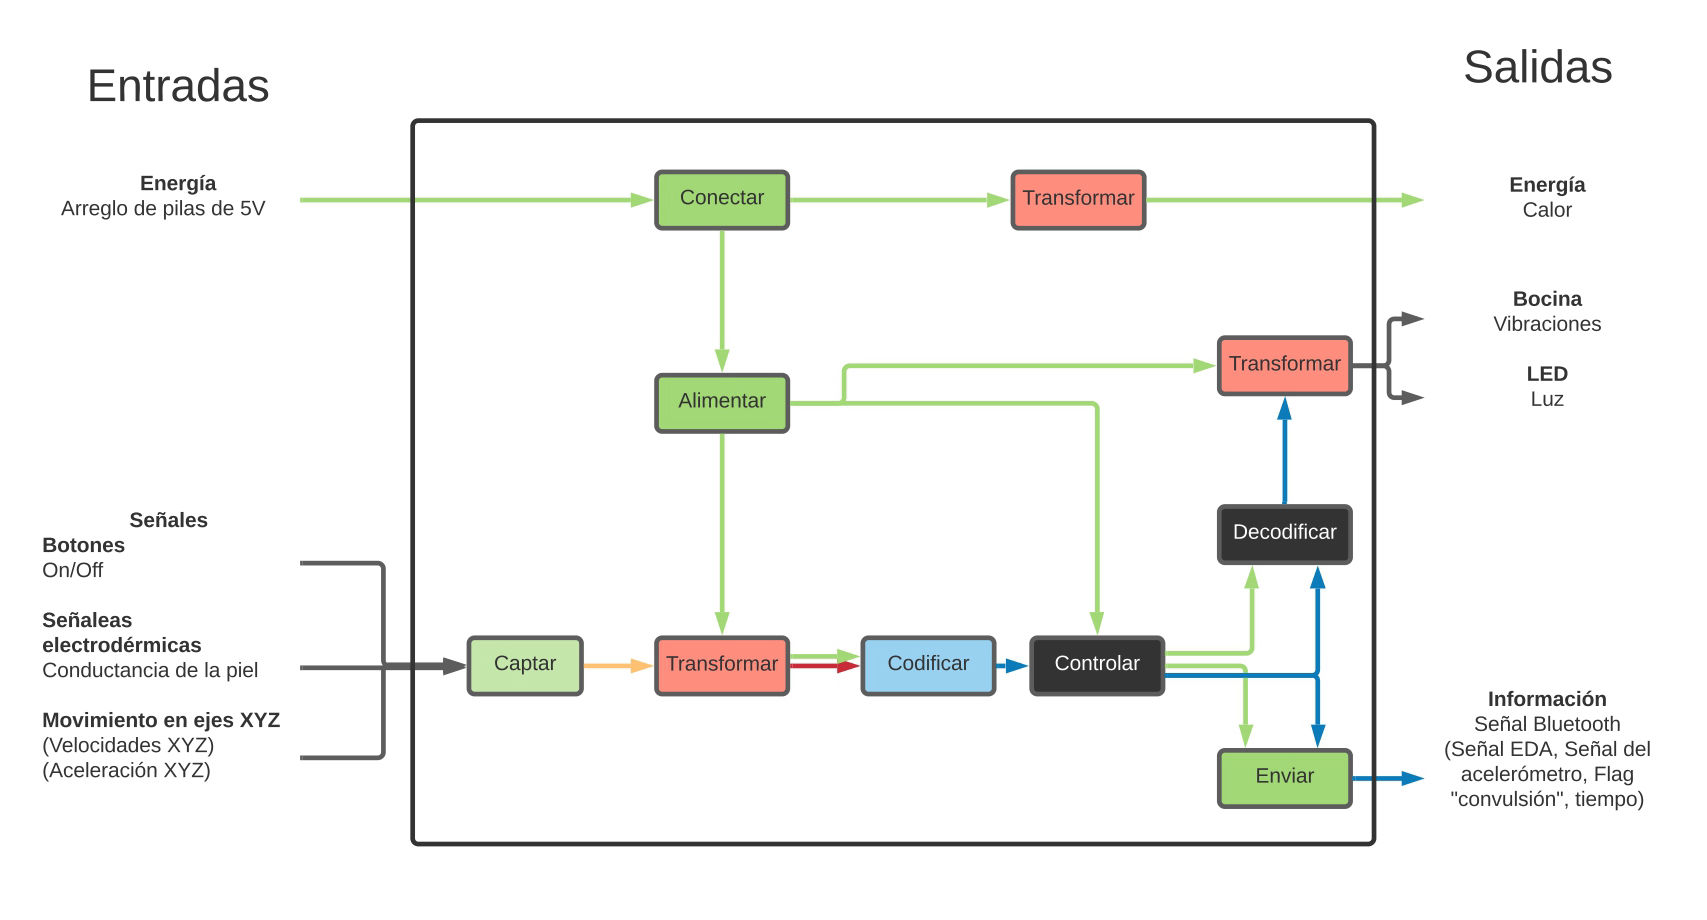 Entradas
Salidas
Energía
Arreglo de pilas de 5V
Conectar
Transformar
Energía
Calor
Bocina
Vibraciones
Transformar
LED
Luz
Alimentar
Señales
Botones
On/Off
Decodificar
Señaleas
electrodérmicas
Conductancia de la piel
Captar
Transformar
Codificar
Controlar
Movimiento en ejes XYZ
(Velocidades XYZ)
(Aceleración XYZ)
Enviar
Información
Señal Bluetooth
(Señal EDA, Señal del
acelerómetro, Flag
"convulsión", tiempo)